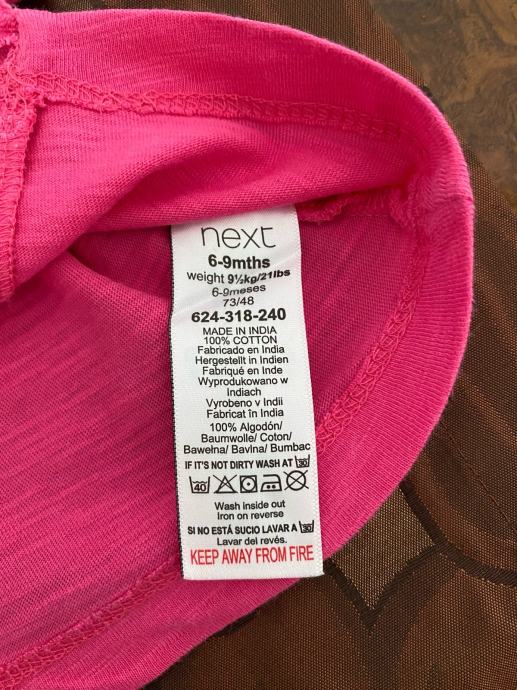 next
6-9mths
weight 9½kg/21lbs
6-9meses
73/48
624-318-240
MADE IN INDIA
100% COTTON
Fabricado en India
Hergestellt in Indien
Fabriqué en Inde
Wyprodukowano w
Indiach
Vyrobeno v Indii
Fabricat în India
100% Algodón/
Baumwolle/ Coton/
Bawełna/ Bavlna/ Bumbac
IF IT'S NOT DIRTY WASH AT 30
40
Wash inside out
Iron on reverse
SI NO ESTÁ SUCIO LAVAR A 30
Lavar del revés.
KEEP AWAY FROM FIRE